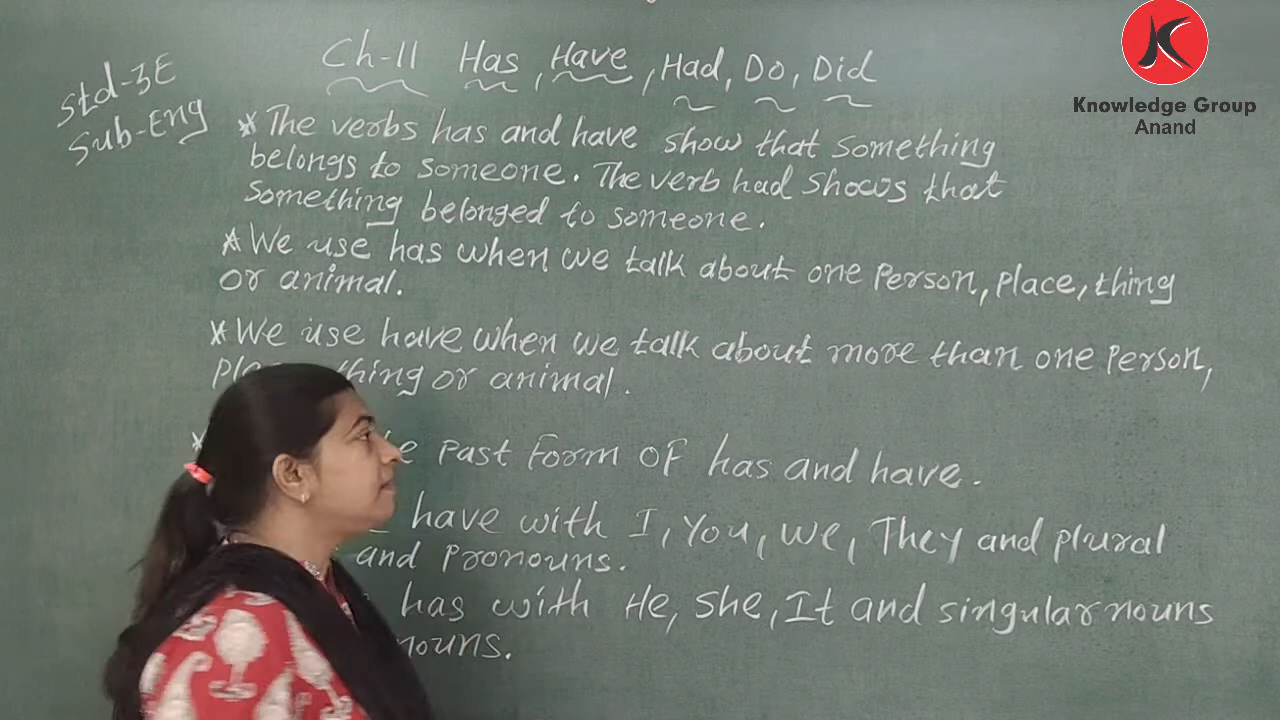 Ch-11 Has, Have, Had, Do, Did
Std-3E
Sub-Eng
Knowledge Group
Anand
* The verbs has and have show that something
belongs to someone. The verb had shows that
something belonged to someone.
* We use has when we talk about one Person, place, thing
or animal.
* We use have when we talk about more than one Person,
thing or animal.
* Past Form OF has and have.
have with I, You, we, They and plural
and Pronouns.
has with He, She, It and singular nouns
nouns.